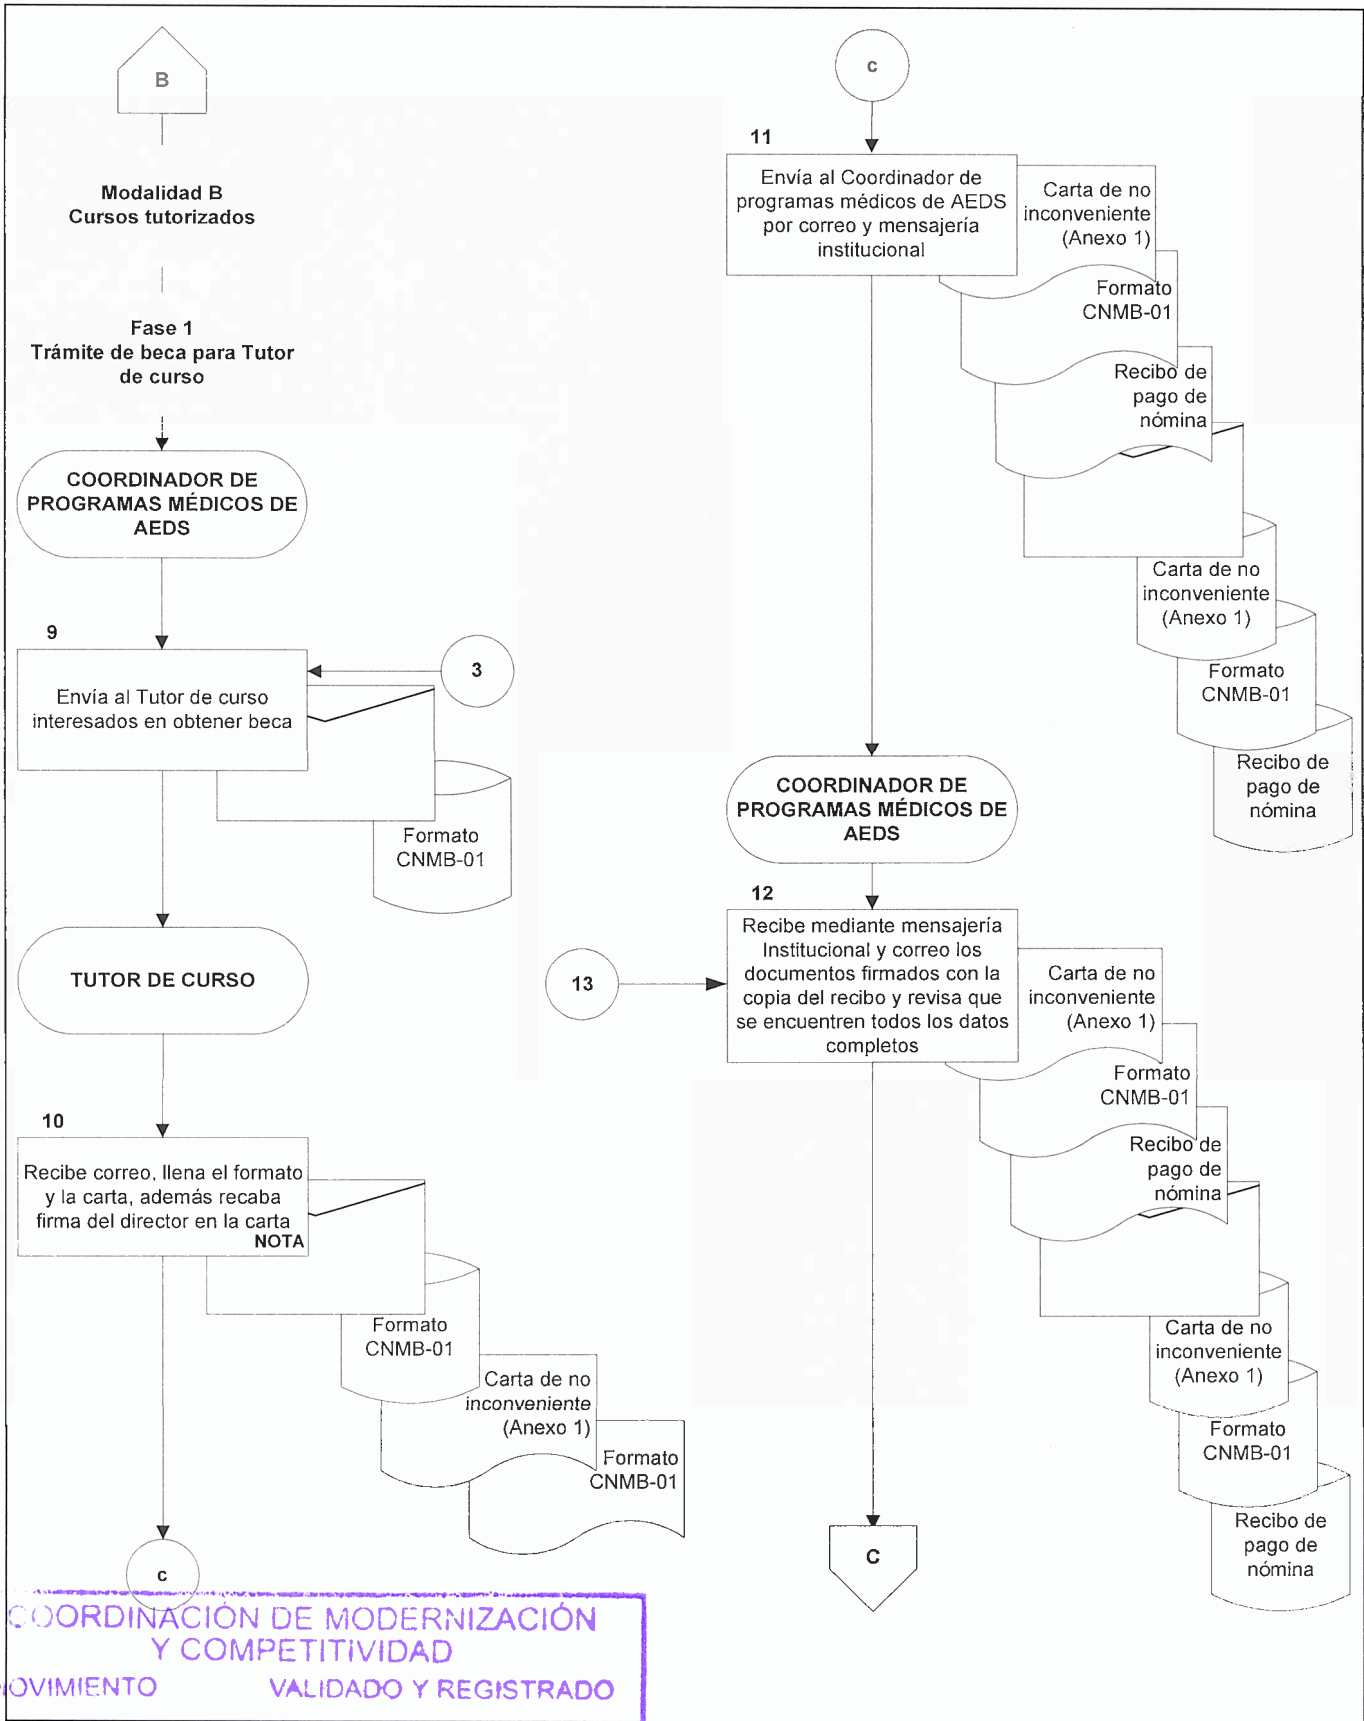 B
Modalidad B
Cursos tutorizados
Fase 1
Trámite de beca para Tutor
de curso
COORDINADOR DE
PROGRAMAS MÉDICOS DE
AEDS
9
3
Envía al Tutor de curso
interesados en obtener beca
Formato
CNMB-01
TUTOR DE CURSO
10
Recibe correo, llena el formato
y la carta, además recaba
firma del director en la carta
NOTA
Formato
CNMB-01
Carta de no
inconveniente
(Anexo 1)
Formato
CNMB-01
c
c
11
Envía al Coordinador de
programas médicos de AEDS
por correo y mensajería
institucional
Carta de no
inconveniente
(Anexo 1)
Formato
CNMB-01
Recibo de
pago de
nómina
Carta de no
inconveniente
(Anexo 1)
Formato
CNMB-01
Recibo de
pago de
nómina
COORDINADOR DE
PROGRAMAS MÉDICOS DE
AEDS
12
13
Recibe mediante mensajería
Institucional y correo los
documentos firmados con la
copia del recibo y revisa que
se encuentren todos los datos
completos
Carta de no
inconveniente
(Anexo 1)
Formato
CNMB-01
Recibo de
pago de
nómina
Carta de no
inconveniente
(Anexo 1)
Formato
CNMB-01
Recibo de
pago de
nómina
C
COORDINACIÓN DE MODERNIZACIÓN
Y COMPETITIVIDAD
OVIMIENTO VALIDADO Y REGISTRADO